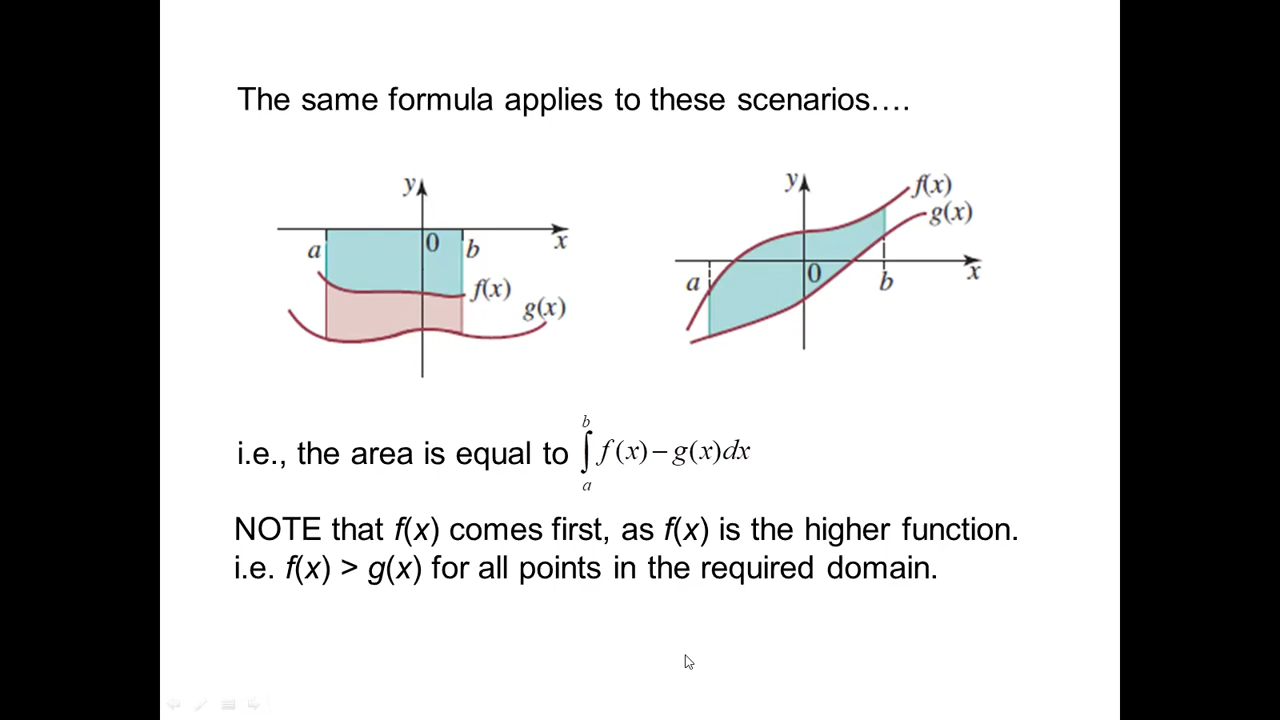 The same formula applies to these scenarios….
y
0
a
b
x
f(x)
g(x)
y
f(x)
g(x)
0
a
b
x
i.e., the area is equal to ∫_a^b f(x) − g(x)dx
NOTE that f(x) comes first, as f(x) is the higher function.
i.e. f(x) > g(x) for all points in the required domain.